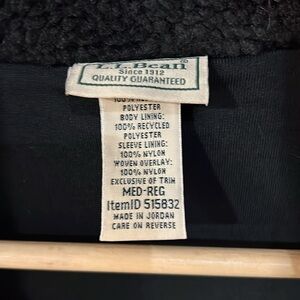 L.L.Bean
Since 1912
QUALITY GUARANTEED
100%
POLYESTER
BODY LINING:
100% RECYCLED
POLYESTER
SLEEVE LINING:
100% NYLON
WOVEN OVERLAY:
100% NYLON
EXCLUSIVE OF TRIM
MED-REG
ItemID 515832
MADE IN JORDAN
CARE ON REVERSE